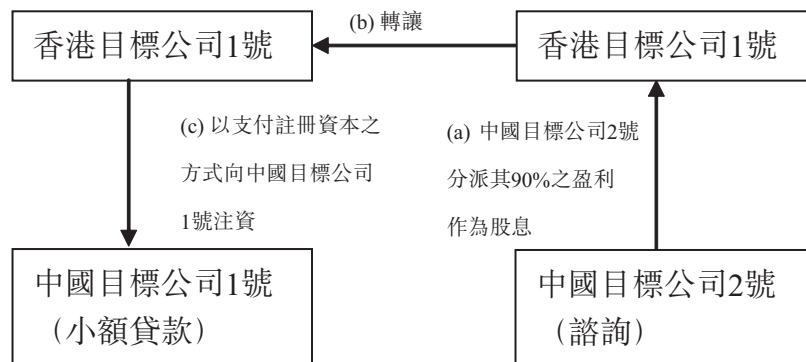 (b) 轉讓
香港目標公司1號
香港目標公司1號
(c) 以支付註冊資本之
方式向中國目標公司
1號注資
(a) 中國目標公司2號
分派其90%之盈利
作為股息
中國目標公司1號
（小額貸款）
中國目標公司2號
（諮詢）